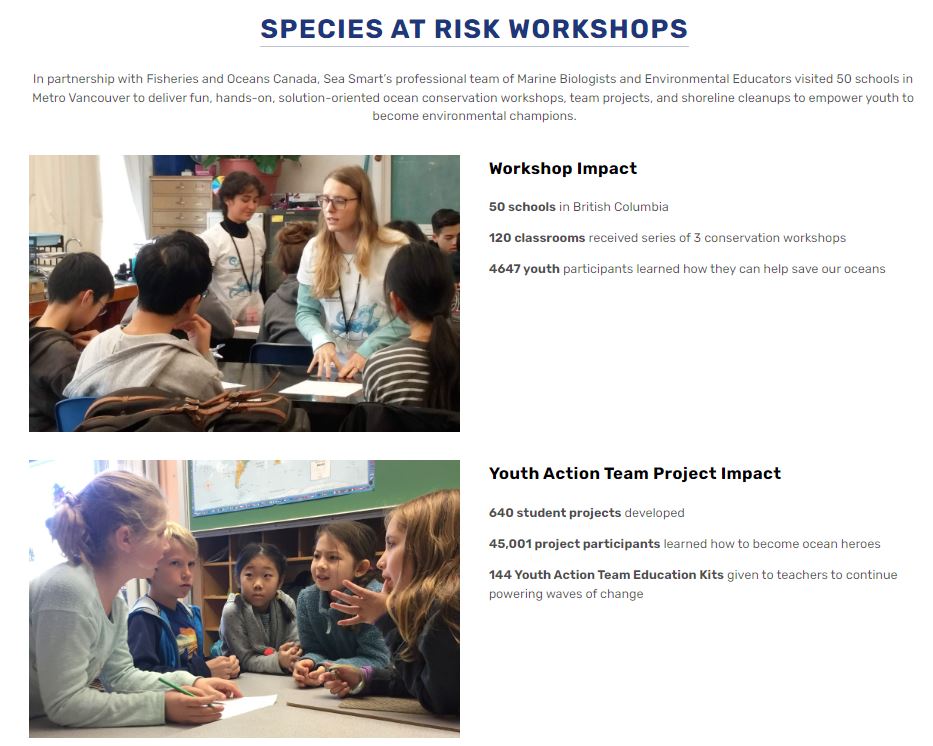 SPECIES AT RISK WORKSHOPS
In partnership with Fisheries and Oceans Canada, Sea Smart's professional team of Marine Biologists and Environmental Educators visited 50 schools in
Metro Vancouver to deliver fun, hands-on, solution-oriented ocean conservation workshops, team projects, and shoreline cleanups to empower youth to
become environmental champions.
Workshop Impact
50 schools in British Columbia
120 classrooms received series of 3 conservation workshops
4647 youth participants learned how they can help save our oceans
Youth Action Team Project Impact
640 student projects developed
45,001 project participants learned how to become ocean heroes
144 Youth Action Team Education Kits given to teachers to continue
powering waves of change